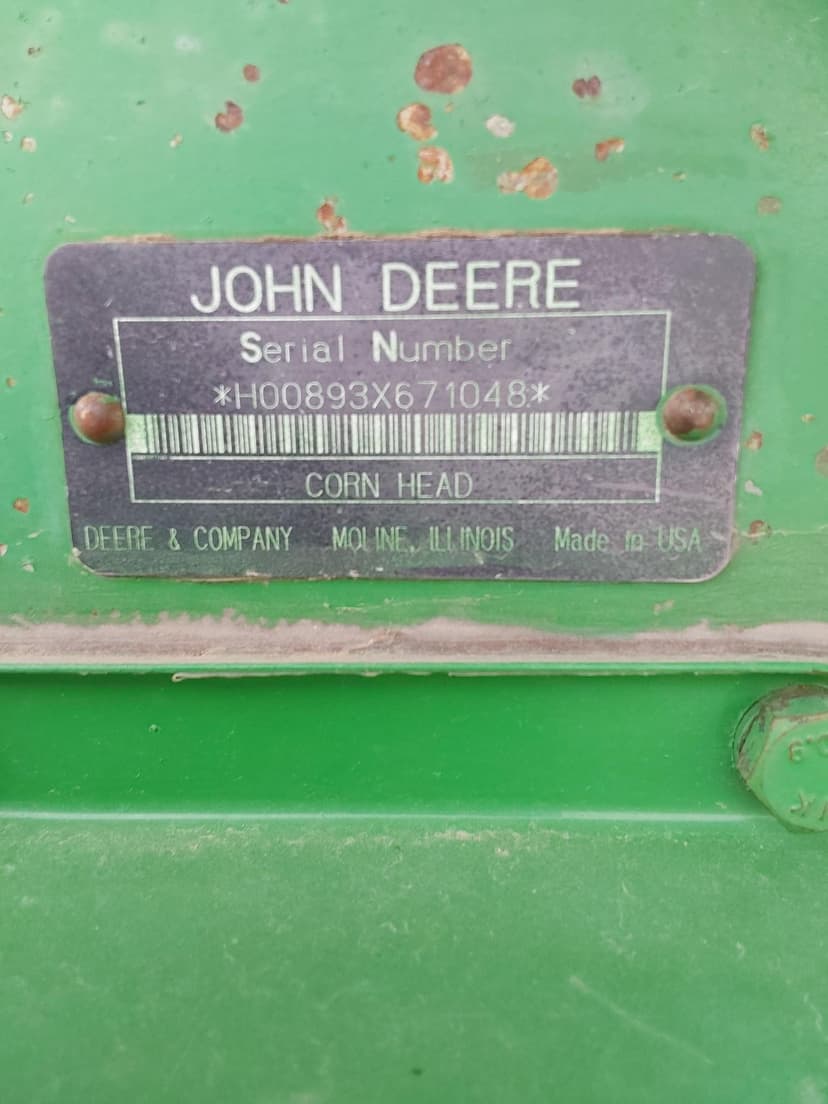 JOHN DEERE
Serial Number
*H00893X671048*
CORN HEAD
DEERE & COMPANY MOLINE, ILLINOIS Made in USA